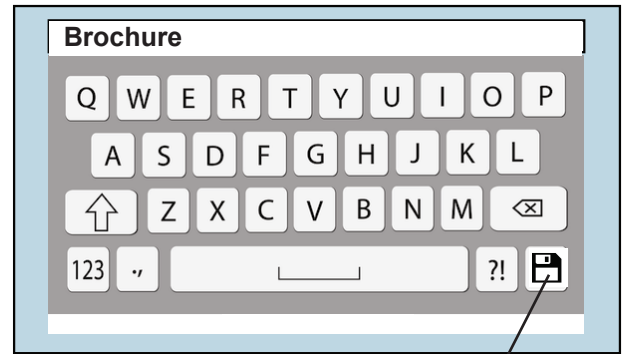 Brochure
Q W E R T Y U I O P
A S D F G H J K L
Z X C V B N M
123 ., ?!